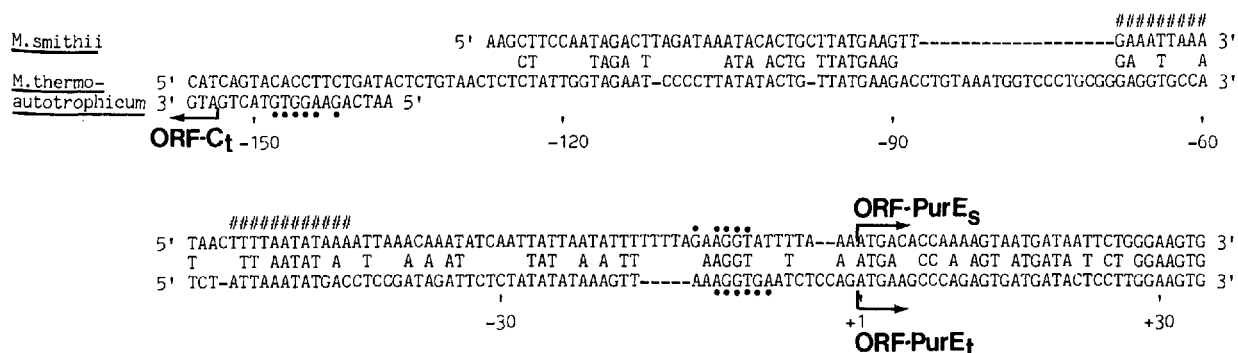 #########
M.smithii 5' AAGCTTCCAATAGACTTAGATAAATACACTGCTTATGAAGTT------------------GAAATTAAA 3'
CT TAGA T ATA ACTG TTATGAAG GA T A
M.thermo- 5' CATCAGTACACCTTCTGATACTCTGTAACTCTCTATTGGTAGAAT-CCCCTTATATACTG-TTATGAAGACCTGTAAATGGTCCCTGCGGGAGGTGCCA 3'
autotrophicum 3' GTAGTCATGTGGAAGACTAA 5'
ORF-Ct -150 -120 -90 -60
############
5' TAACTTTTAATATAAAATTAAACAAATATCAATTATTAATATTTTTTTAGAAGGTATTTTA--AAATGACACCAAAAGTAATGATAATTCTGGGAAGTG 3'
ORF-PurEs
T TT AATAT A T A A AT TAT A A TT AAGGT T A ATGA CC A AGT ATGATA T CT GGAAGTG
5' TCT-ATTAAATATGACCTCCGATAGATTCTCTATATATAAAGTT-----AAAGGTGAATCTCCAGATGAAGCCCAGAGTGATGATACTCCTTGGAAGTG 3'
-30 +1 +30
ORF-PurEt